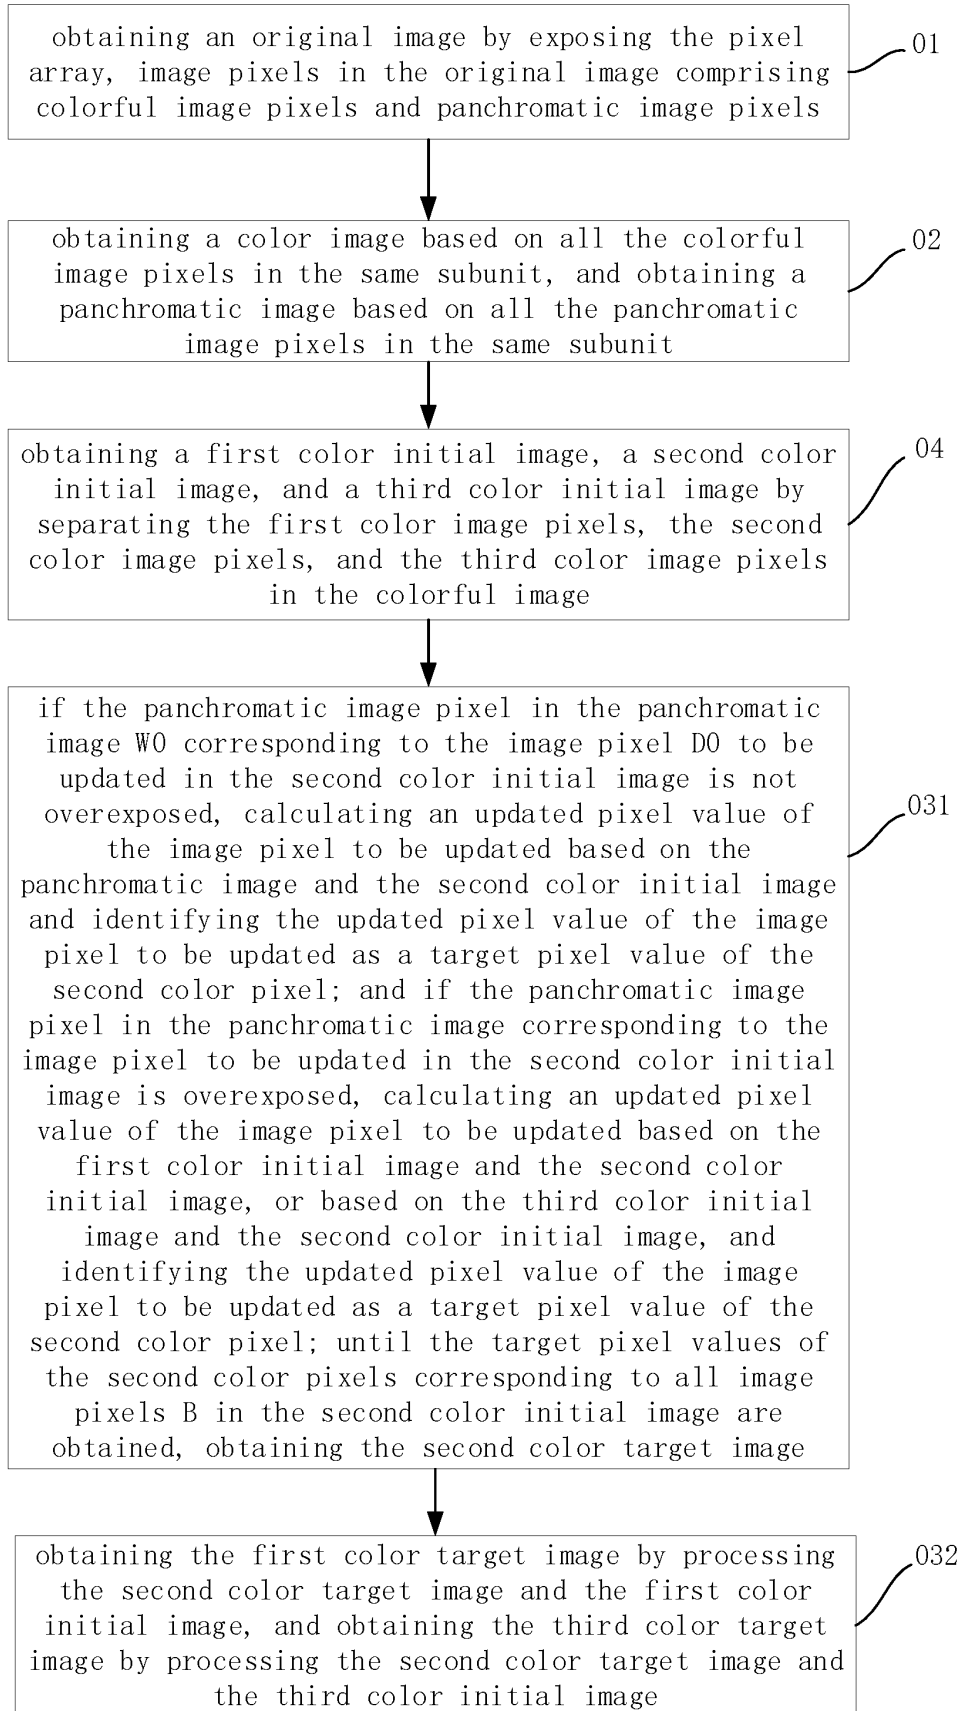 obtaining an original image by exposing the pixel
array, image pixels in the original image comprising
colorful image pixels and panchromatic image pixels
01
obtaining a color image based on all the colorful
image pixels in the same subunit, and obtaining a
panchromatic image based on all the panchromatic
image pixels in the same subunit
02
obtaining a first color initial image, a second color
initial image, and a third color initial image by
separating the first color image pixels, the second
color image pixels, and the third color image pixels
in the colorful image
04
if the panchromatic image pixel in the panchromatic
image W0 corresponding to the image pixel D0 to be
updated in the second color initial image is not
overexposed, calculating an updated pixel value of
the image pixel to be updated based on the
panchromatic image and the second color initial image
and identifying the updated pixel value of the image
pixel to be updated as a target pixel value of the
second color pixel; and if the panchromatic image
pixel in the panchromatic image corresponding to the
image pixel to be updated in the second color initial
image is overexposed, calculating an updated pixel
value of the image pixel to be updated based on the
first color initial image and the second color
initial image, or based on the third color initial
image and the second color initial image, and
identifying the updated pixel value of the image
pixel to be updated as a target pixel value of the
second color pixel; until the target pixel values of
the second color pixels corresponding to all image
pixels B in the second color initial image are
obtained, obtaining the second color target image
031
obtaining the first color target image by processing
the second color target image and the first color
initial image, and obtaining the third color target
image by processing the second color target image and
the third color initial image
032